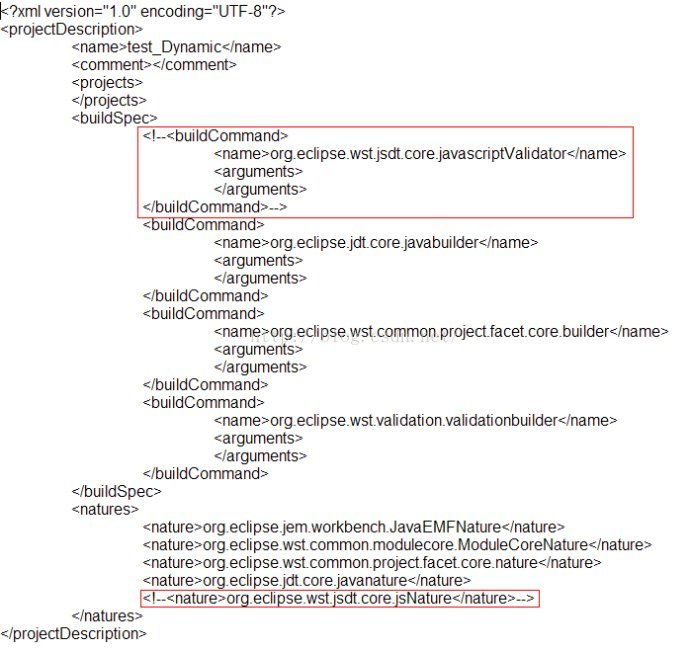 <?xml version="1.0" encoding="UTF-8"?>
<projectDescription>
<name>test_Dynamic</name>
<comment></comment>
<projects>
</projects>
<buildSpec>
<!--<buildCommand>
<name>org.eclipse.wst.jsdt.core.javascriptValidator</name>
<arguments>
</arguments>
</buildCommand>-->
<buildCommand>
<name>org.eclipse.jdt.core.javabuilder</name>
<arguments>
</arguments>
</buildCommand>
<buildCommand>
<name>org.eclipse.wst.common.project.facet.core.builder</name>
http://blog.csdn.net/
<arguments>
</arguments>
</buildCommand>
<buildCommand>
<name>org.eclipse.wst.validation.validationbuilder</name>
<arguments>
</arguments>
</buildCommand>
</buildSpec>
<natures>
<nature>org.eclipse.jem.workbench.JavaEMFNature</nature>
<nature>org.eclipse.wst.common.modulecore.ModuleCoreNature</nature>
<nature>org.eclipse.wst.common.project.facet.core.nature</nature>
<nature>org.eclipse.jdt.core.javanature</nature>
<!--<nature>org.eclipse.wst.jsdt.core.jsNature</nature>-->
</natures>
</projectDescription>